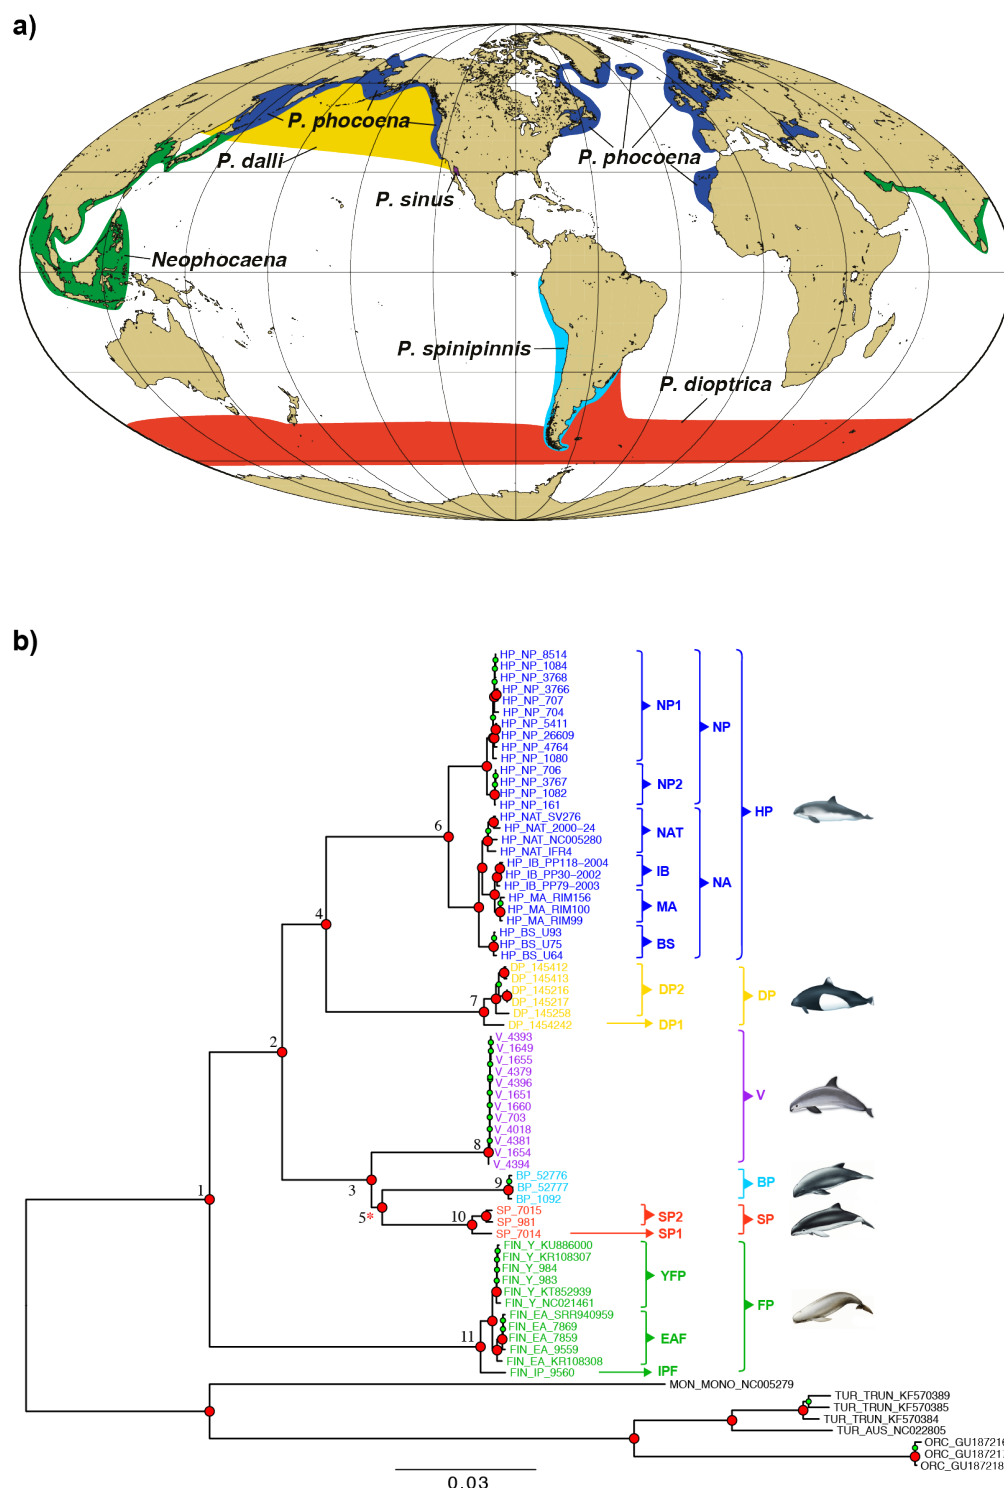 a)
P. phocoena
P. dalli
P. sinus
P. phocoena
Neophocaena
P. spinipinnis
P. dioptrica
b)
HP_NP_8514
HP_NP_1084
HP_NP_3768
HP_NP_3766
HP_NP_707
HP_NP_704
HP_NP_5411
HP_NP_26609
HP_NP_4764
HP_NP_1080
HP_NP_706
HP_NP_3767
HP_NP_1082
HP_NP_161
HP_NAT_SV276
HP_NAT_2000-24
HP_NAT_NC005280
HP_NAT_IFR4
HP_IB_PP118-2004
HP_IB_PP30-2002
HP_IB_PP79-2003
HP_MA_RIM156
HP_MA_RIM100
HP_MA_RIM99
HP_BS_U93
HP_BS_U75
HP_BS_U64
DP_145412
DP_145413
DP_145216
DP_145217
DP_145258
DP_1454242
V_4393
V_1649
V_1655
V_4379
V_4396
V_1651
V_1660
V_703
V_4018
V_4381
V_1654
V_4394
BP_52776
BP_52777
BP_1092
SP_7015
SP_981
SP_7014
FIN_Y_KU886000
FIN_Y_KR108307
FIN_Y_984
FIN_Y_983
FIN_Y_KT852939
FIN_Y_NC021461
FIN_EA_SRR940959
FIN_EA_7869
FIN_EA_7859
FIN_EA_9559
FIN_EA_KR108308
FIN_IP_9560
MON_MONO_NC005279
TUR_TRUN_KF570389
TUR_TRUN_KF570385
TUR_TRUN_KF570384
TUR_AUS_NC022805
ORC_GU187216
ORC_GU187217
ORC_GU187218
NP1
NP2
NAT
IB
MA
BS
DP2
DP1
SP2
SP1
YFP
EAF
IPF
NP
NA
HP
DP
V
BP
SP
FP
1
2
3
4
5*
6
7
8
9
10
11
0.03